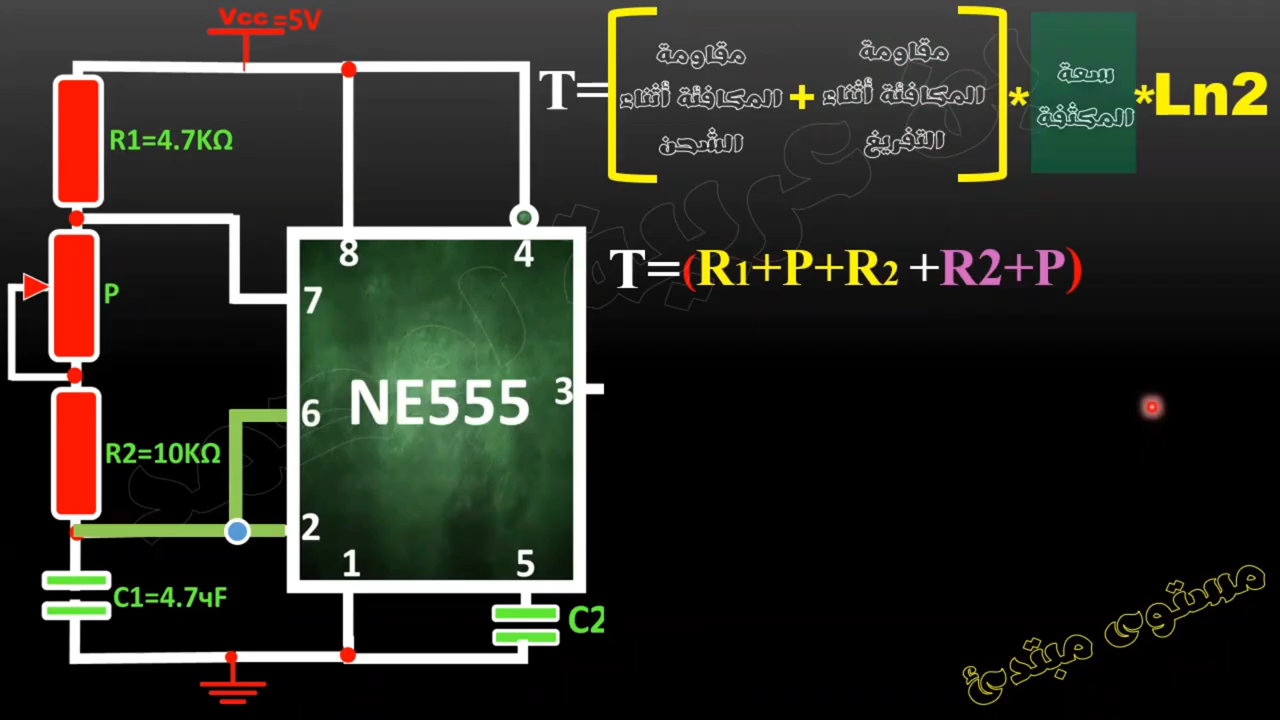 Vcc=5V
R1=4.7KΩ
P
R2=10KΩ
C1=4.7чF
8
4
7
6
2
3
1
5
NE555
C2
T=
مقاومة
المكافئة أثناء
الشحن
+
مقاومة
المكافئة أثناء
التفريغ
*
سعة
المكثفة
*Ln2
T=(R1+P+R2 +R2+P)
مستوى مبتدئ